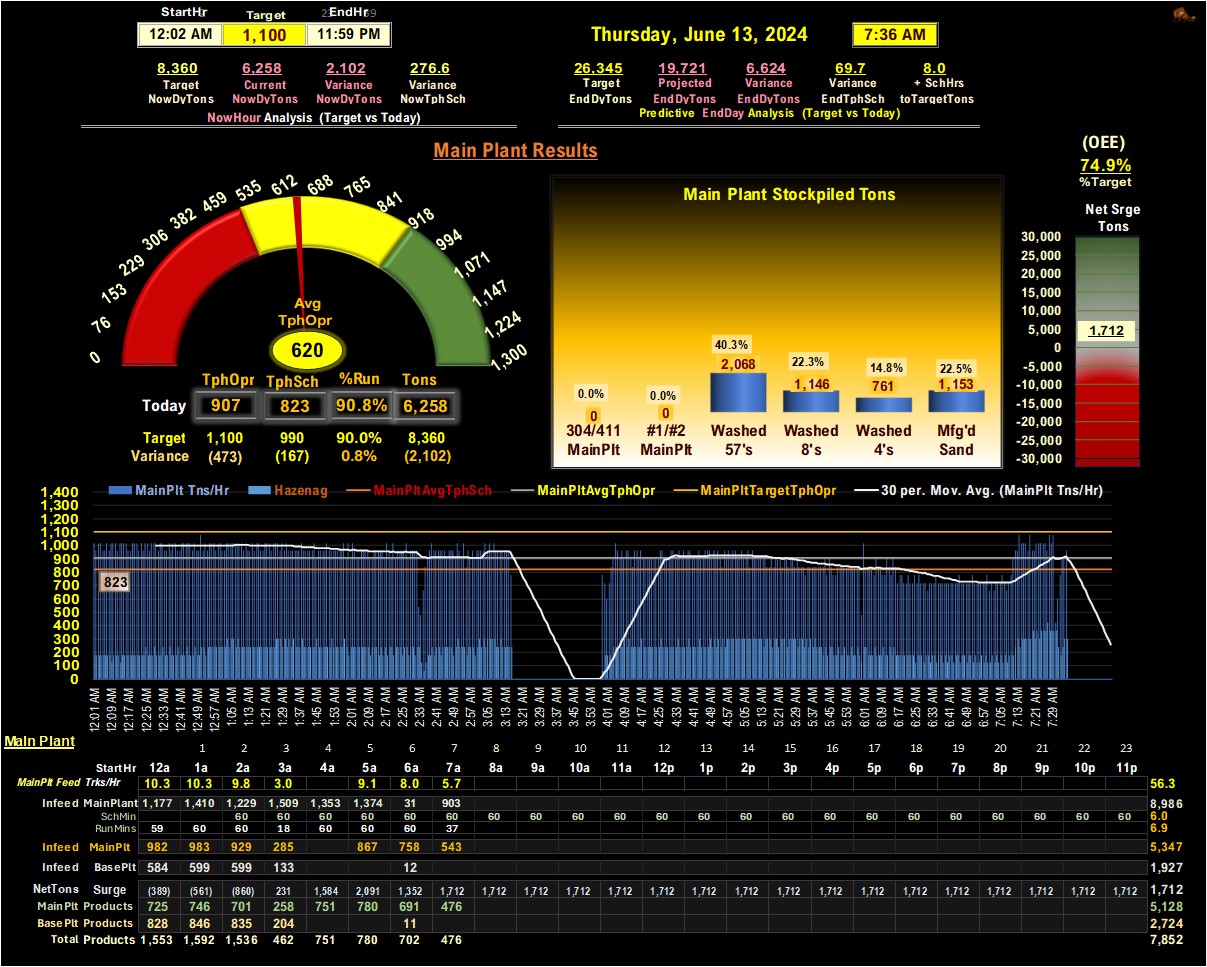 StartHr Target EndHr
12:02 AM 1,100 11:59 PM
Thursday, June 13, 2024 7:36 AM
8,360 6,258 2,102 276.6
Target Current Variance Variance
NowDyTons NowDyTons NowDyTons NowTphSch
NowHour Analysis (Target vs Today)
26,345 19,721 6,624 69.7 8.0
Target Projected Variance Variance + SchHrs
EndDyTons EndDyTons EndDyTons EndTphSch toTargetTons
Predictive EndDay Analysis (Target vs Today)
Main Plant Results
0 76 153 229 306 382 459 535 612 688 765 841 918 994 1,071 1,147 1,224 1,300
Avg
TphOpr
620
TphOpr TphSch %Run Tons
Today 907 823 90.8% 6,258
Target 1,100 990 90.0% 8,360
Variance (473) (167) 0.8% (2,102)
Main Plant Stockpiled Tons
0.0% 0.0% 40.3% 22.3% 14.8% 22.5%
0 0 2,068 1,146 761 1,153
304/411 #1/#2 Washed Washed Washed Mfg'd
MainPlt MainPlt 57's 8's 4's Sand
(OEE)
74.9%
%Target
Net Srge
Tons
30,000
25,000
20,000
15,000
10,000
5,000
0
-5,000
-10,000
-15,000
-20,000
-25,000
-30,000
1,712
MainPlt Tns/Hr Hazenag MainPltAvgTphSch MainPltAvgTphOpr MainPltTargetTphOpr 30 per. Mov. Avg. (MainPlt Tns/Hr)
1,400
1,300
1,200
1,100
1,000
900
800
700
600
500
400
300
200
100
0
823
12:01 AM 12:09 AM 12:17 AM 12:25 AM 12:33 AM 12:41 AM 12:49 AM 12:57 AM 1:05 AM 1:13 AM 1:21 AM 1:29 AM 1:37 AM 1:45 AM 1:53 AM 2:01 AM 2:09 AM 2:17 AM 2:25 AM 2:33 AM 2:41 AM 2:49 AM 2:57 AM 3:05 AM 3:13 AM 3:21 AM 3:29 AM 3:37 AM 3:45 AM 3:53 AM 4:01 AM 4:09 AM 4:17 AM 4:25 AM 4:33 AM 4:41 AM 4:49 AM 4:57 AM 5:05 AM 5:13 AM 5:21 AM 5:29 AM 5:37 AM 5:45 AM 5:53 AM 6:01 AM 6:09 AM 6:17 AM 6:25 AM 6:33 AM 6:41 AM 6:49 AM 6:57 AM 7:05 AM 7:13 AM 7:21 AM 7:29 AM
Main Plant
1 2 3 4 5 6 7 8 9 10 11 12 13 14 15 16 17 18 19 20 21 22 23
StartHr 12a 1a 2a 3a 4a 5a 6a 7a 8a 9a 10a 11a 12p 1p 2p 3p 4p 5p 6p 7p 8p 9p 10p 11p
MainPlt Feed Trks/Hr 10.3 10.3 9.8 3.0 9.1 8.0 5.7 56.3
Infeed MainPlant 1,177 1,410 1,229 1,509 1,353 1,374 31 903 8,986
SchMin 60 60 60 60 60 60 60 60 60 60 60 60 60 60 60 60 60 60 60 60 60 60 6.0
RunMins 59 60 60 18 60 60 60 37 6.9
Infeed MainPlt 982 983 929 285 867 758 543 5,347
Infeed BasePlt 584 599 599 133 12 1,927
NetTons Surge (389) (561) (860) 231 1,584 2,091 1,352 1,712 1,712 1,712 1,712 1,712 1,712 1,712 1,712 1,712 1,712 1,712 1,712 1,712 1,712 1,712 1,712 1,712 1,712
MainPlt Products 725 746 701 258 751 780 691 476 5,128
BasePlt Products 828 846 835 204 11 2,724
Total Products 1,553 1,592 1,536 462 751 780 702 476 7,852